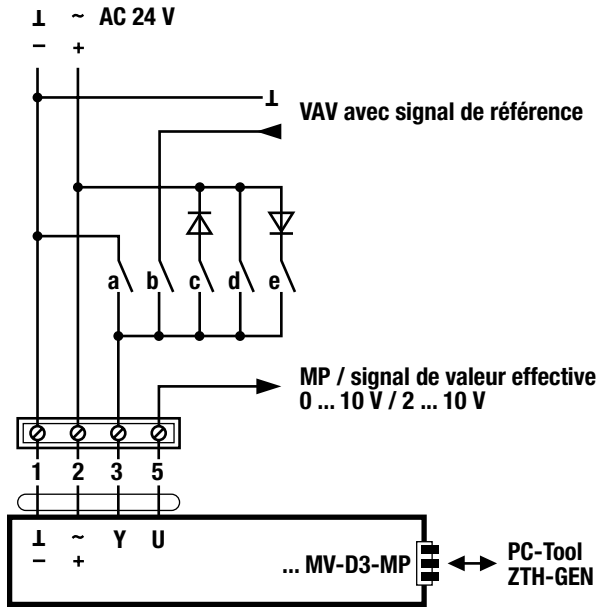 ⊥ ~ AC 24 V
– +
⊥
VAV avec signal de référence
a b c d e
MP / signal de valeur effective
0 ... 10 V / 2 ... 10 V
1 2 3 5
⊥ ~ Y U
– +
... MV-D3-MP
PC-Tool
ZTH-GEN